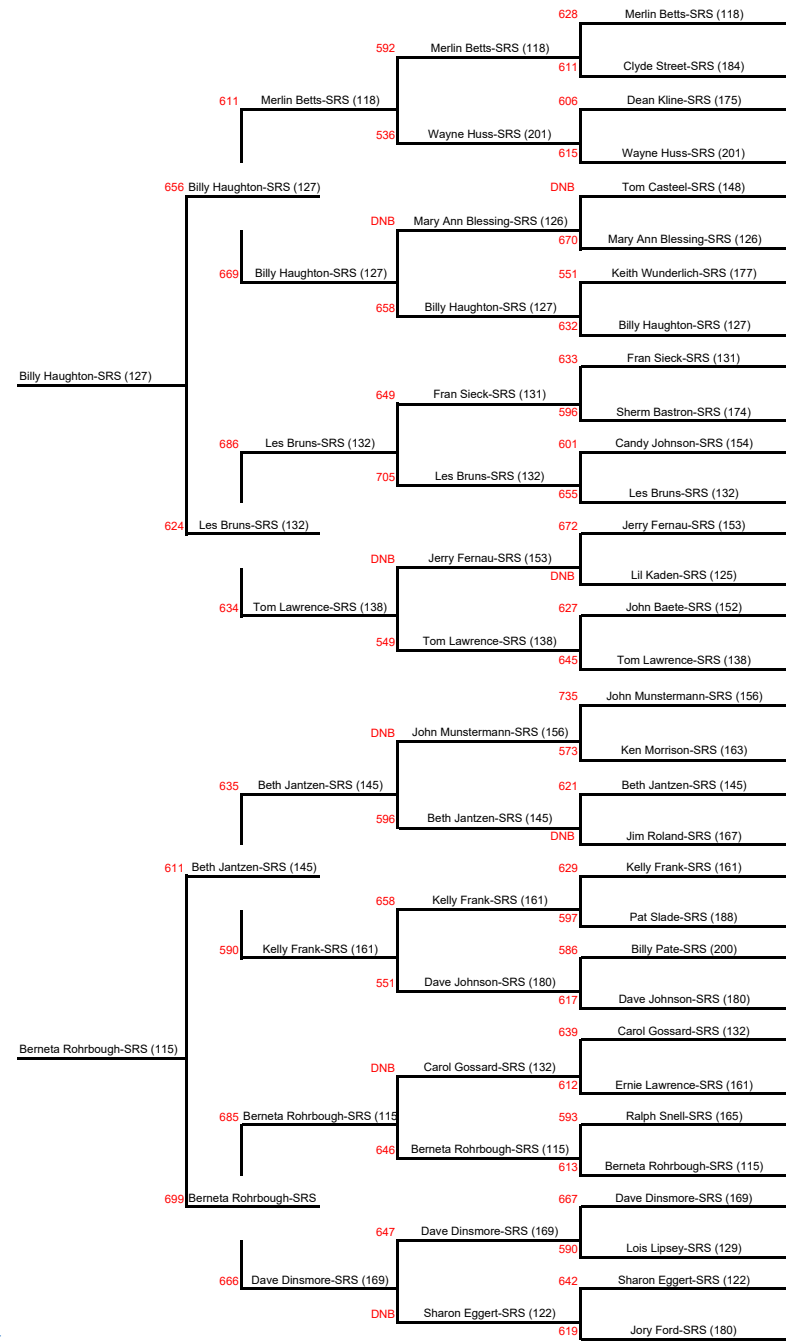 628 Merlin Betts-SRS (118)
592 Merlin Betts-SRS (118)
611 Clyde Street-SRS (184)
611 Merlin Betts-SRS (118)
606 Dean Kline-SRS (175)
536 Wayne Huss-SRS (201)
615 Wayne Huss-SRS (201)
656 Billy Haughton-SRS (127)
DNB Tom Casteel-SRS (148)
DNB Mary Ann Blessing-SRS (126)
670 Mary Ann Blessing-SRS (126)
669 Billy Haughton-SRS (127)
551 Keith Wunderlich-SRS (177)
658 Billy Haughton-SRS (127)
632 Billy Haughton-SRS (127)
633 Fran Sieck-SRS (131)
Billy Haughton-SRS (127)
649 Fran Sieck-SRS (131)
596 Sherm Bastron-SRS (174)
686 Les Bruns-SRS (132)
601 Candy Johnson-SRS (154)
705 Les Bruns-SRS (132)
655 Les Bruns-SRS (132)
624 Les Bruns-SRS (132)
672 Jerry Fernau-SRS (153)
DNB Jerry Fernau-SRS (153)
DNB Lil Kaden-SRS (125)
634 Tom Lawrence-SRS (138)
627 John Baete-SRS (152)
549 Tom Lawrence-SRS (138)
645 Tom Lawrence-SRS (138)
735 John Munstermann-SRS (156)
DNB John Munstermann-SRS (156)
573 Ken Morrison-SRS (163)
635 Beth Jantzen-SRS (145)
621 Beth Jantzen-SRS (145)
596 Beth Jantzen-SRS (145)
DNB Jim Roland-SRS (167)
611 Beth Jantzen-SRS (145)
629 Kelly Frank-SRS (161)
658 Kelly Frank-SRS (161)
597 Pat Slade-SRS (188)
590 Kelly Frank-SRS (161)
586 Billy Pate-SRS (200)
551 Dave Johnson-SRS (180)
617 Dave Johnson-SRS (180)
639 Carol Gossard-SRS (132)
Berneta Rohrbough-SRS (115)
DNB Carol Gossard-SRS (132)
612 Ernie Lawrence-SRS (161)
685 Berneta Rohrbough-SRS (115
593 Ralph Snell-SRS (165)
646 Berneta Rohrbough-SRS (115)
613 Berneta Rohrbough-SRS (115)
699 Berneta Rohrbough-SRS
667 Dave Dinsmore-SRS (169)
647 Dave Dinsmore-SRS (169)
590 Lois Lipsey-SRS (129)
666 Dave Dinsmore-SRS (169)
642 Sharon Eggert-SRS (122)
DNB Sharon Eggert-SRS (122)
619 Jory Ford-SRS (180)